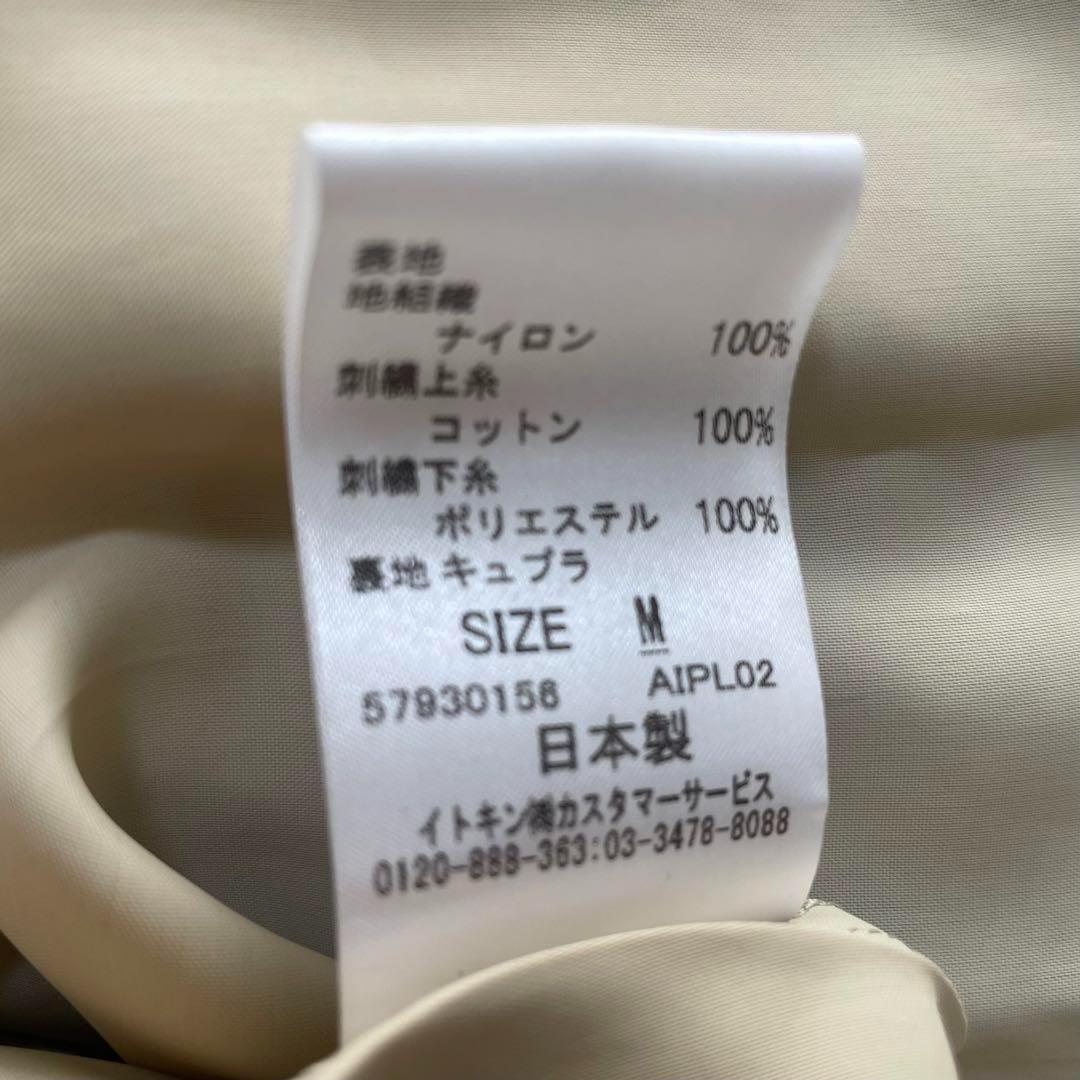 表地
地組織
ナイロン 100%
刺繍上糸
コットン 100%
刺繍下糸
ポリエステル 100%
裏地 キュプラ
SIZE M
57930158 AIPL02
日本製
イトキン㈱カスタマーサービス
0120-888-363:03-3478-8088